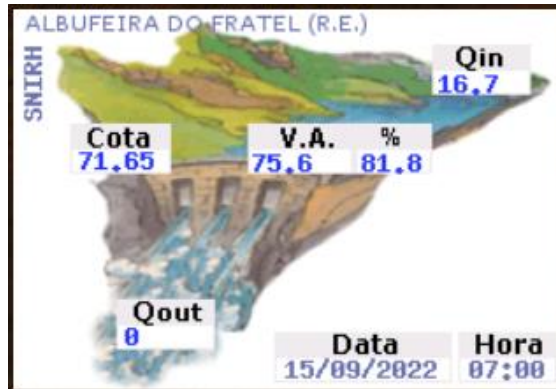 ALBUFEIRA DO FRATEL (R.E.)
SNIRH
Qin
16.7
Cota
71.65
V.A. %
75.6 81.8
Qout
0
Data Hora
15/09/2022 07:00